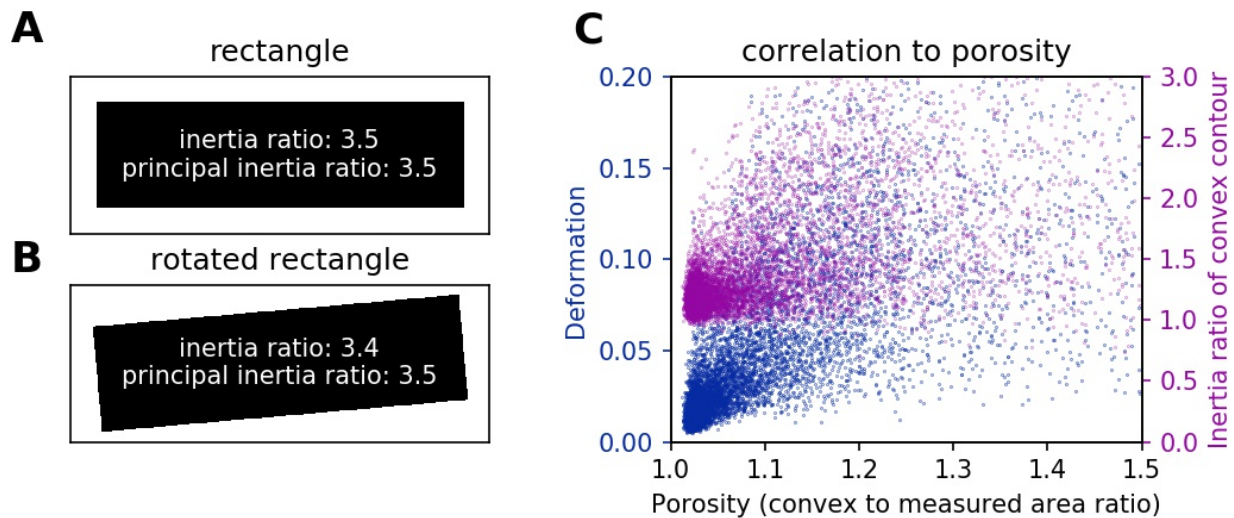 A
rectangle
inertia ratio: 3.5
principal inertia ratio: 3.5
B
rotated rectangle
inertia ratio: 3.4
principal inertia ratio: 3.5
C
correlation to porosity
Deformation
0.20
0.15
0.10
0.05
0.00
3.0
2.5
2.0
1.5
1.0
0.5
0.0
Inertia ratio of convex contour
1.0 1.1 1.2 1.3 1.4 1.5
Porosity (convex to measured area ratio)